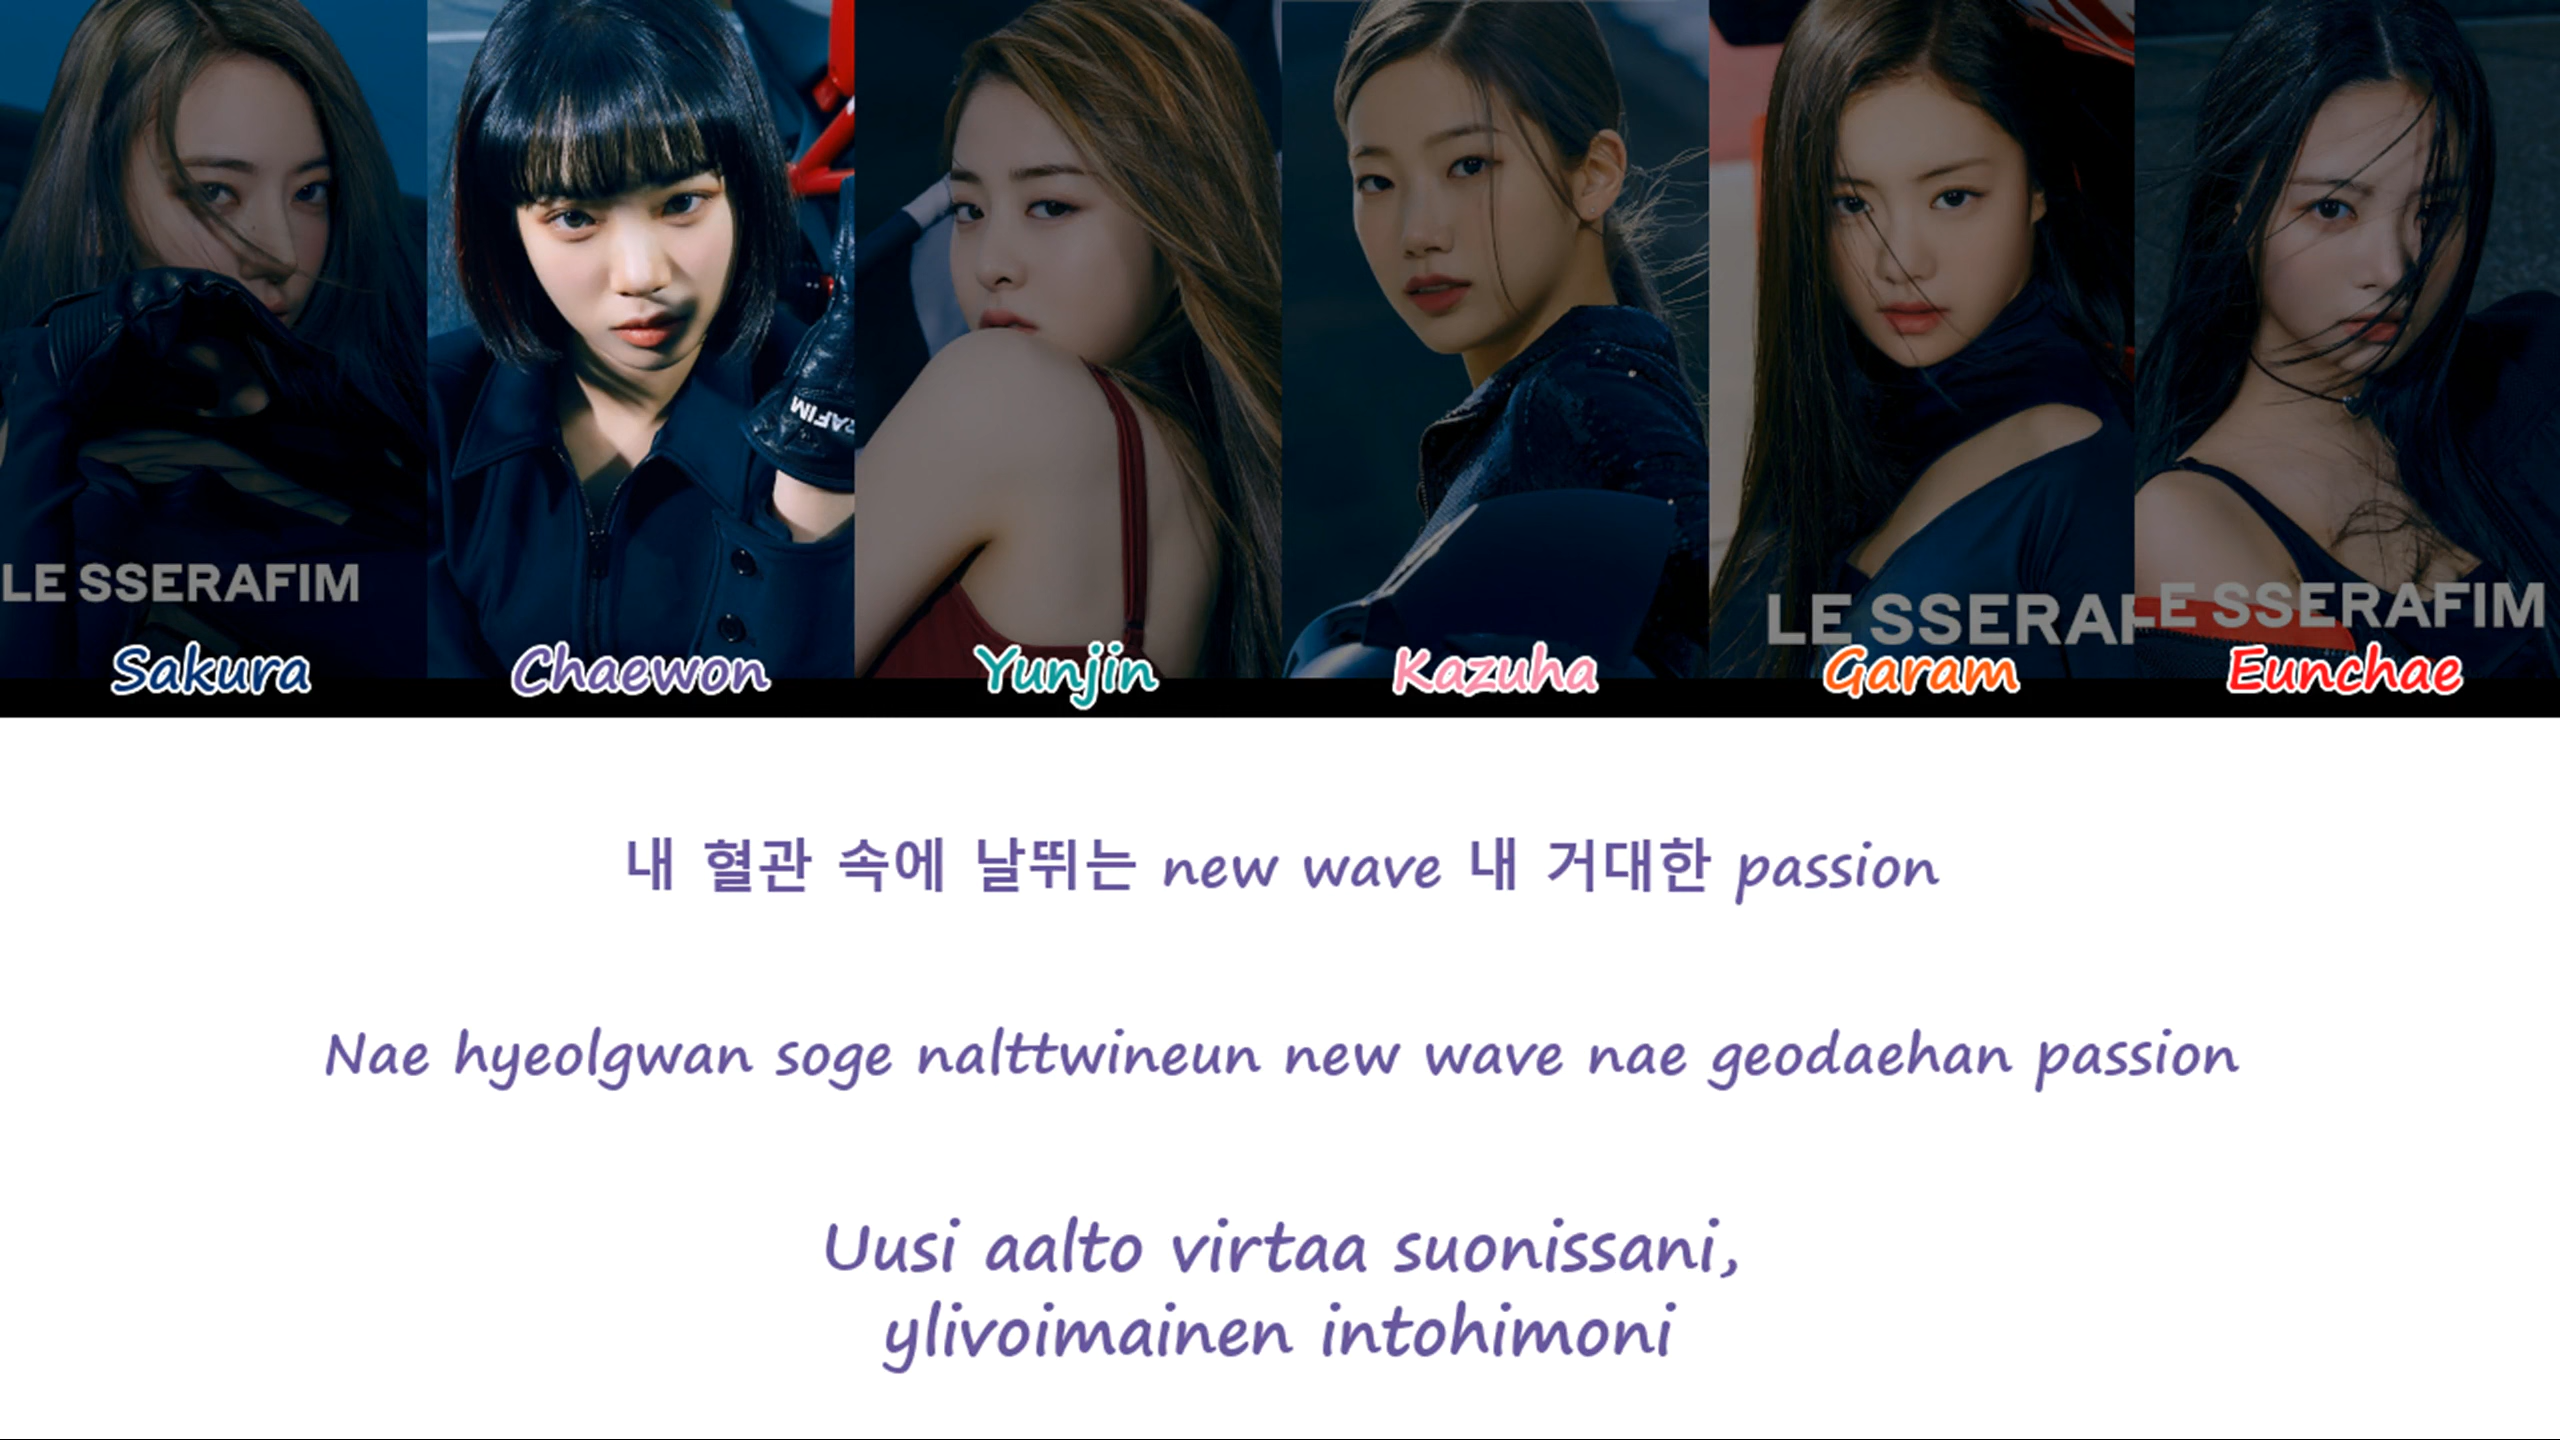 RAFIM
LE SSERAFIM
LE SSERAF
LE SSERAFIM
Sakura
Chaewon
Yunjin
Kazuha
Garam
Eunchae
내 혈관 속에 날뛰는 new wave 내 거대한 passion
Nae hyeolgwan soge nalttwineun new wave nae geodaehan passion
Uusi aalto virtaa suonissani,
ylivoimainen intohimoni